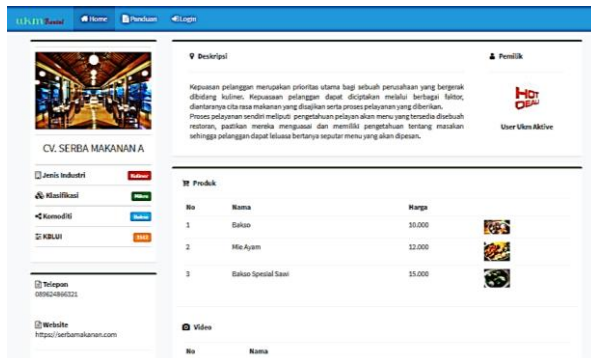 UKM
Home Panduan Login
CV. SERBA MAKANAN A
Jenis Industri Kuliner
Klasifikasi Mikro
Komoditi Bakso
KBLUI
Telepon
089624866321
Website
https://serbamakanan.com
Deskripsi
Kepuasan pelanggan merupakan prioritas utama bagi sebuah perusahaan yang bergerak
dibidang kuliner. Kepuasaan pelanggan dapat diciptakan melalui berbagai faktor,
diantaranya cita rasa makanan yang disajikan serta proses pelayanan yang diberikan.
Proses pelayanan sendiri meliputi pengetahuan pelayan akan menu yang tersedia disebuah
restoran, pastikan mereka menguasai dan memiliki pengetahuan tentang masakan
sehingga pelanggan dapat leluasa bertanya seputar menu yang akan dipesan.
Pemilik
HOT
DEAL!
User Ukm Aktive
Produk
No Nama Harga
1 Bakso 10.000
2 Mie Ayam 12.000
3 Bakso Spesial Sawi 15.000
Video
No Nama